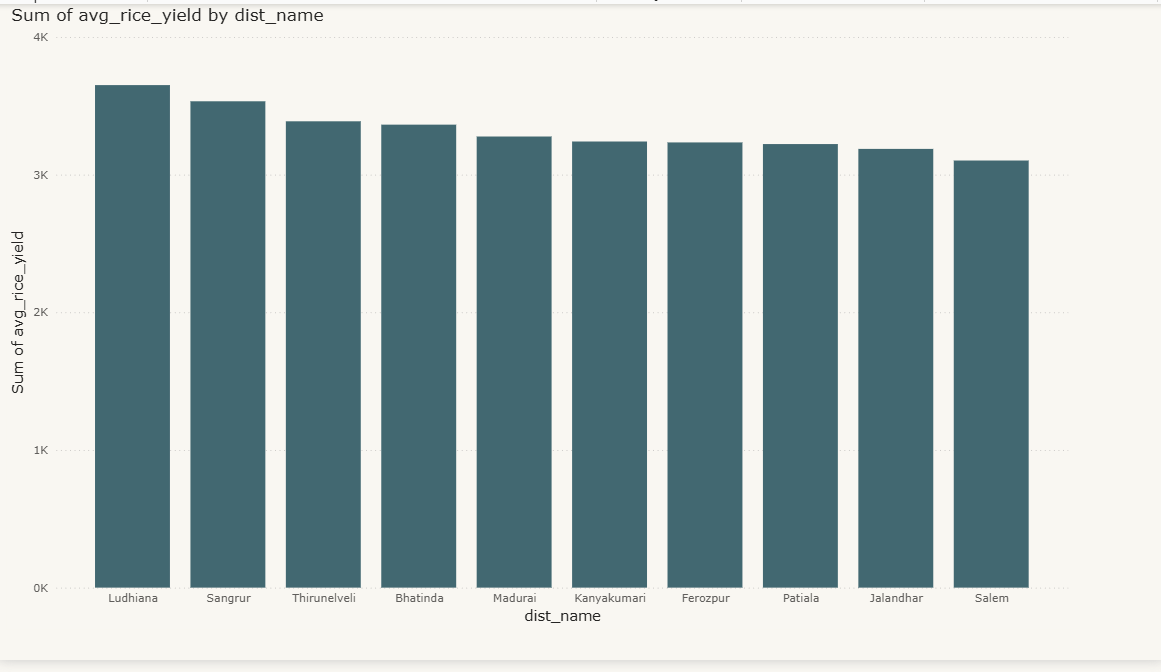 Sum of avg_rice_yield by dist_name
4K
3K
2K
1K
0K
Sum of avg_rice_yield
Ludhiana Sangrur Thirunelveli Bhatinda Madurai Kanyakumari Ferozpur Patiala Jalandhar Salem
dist_name